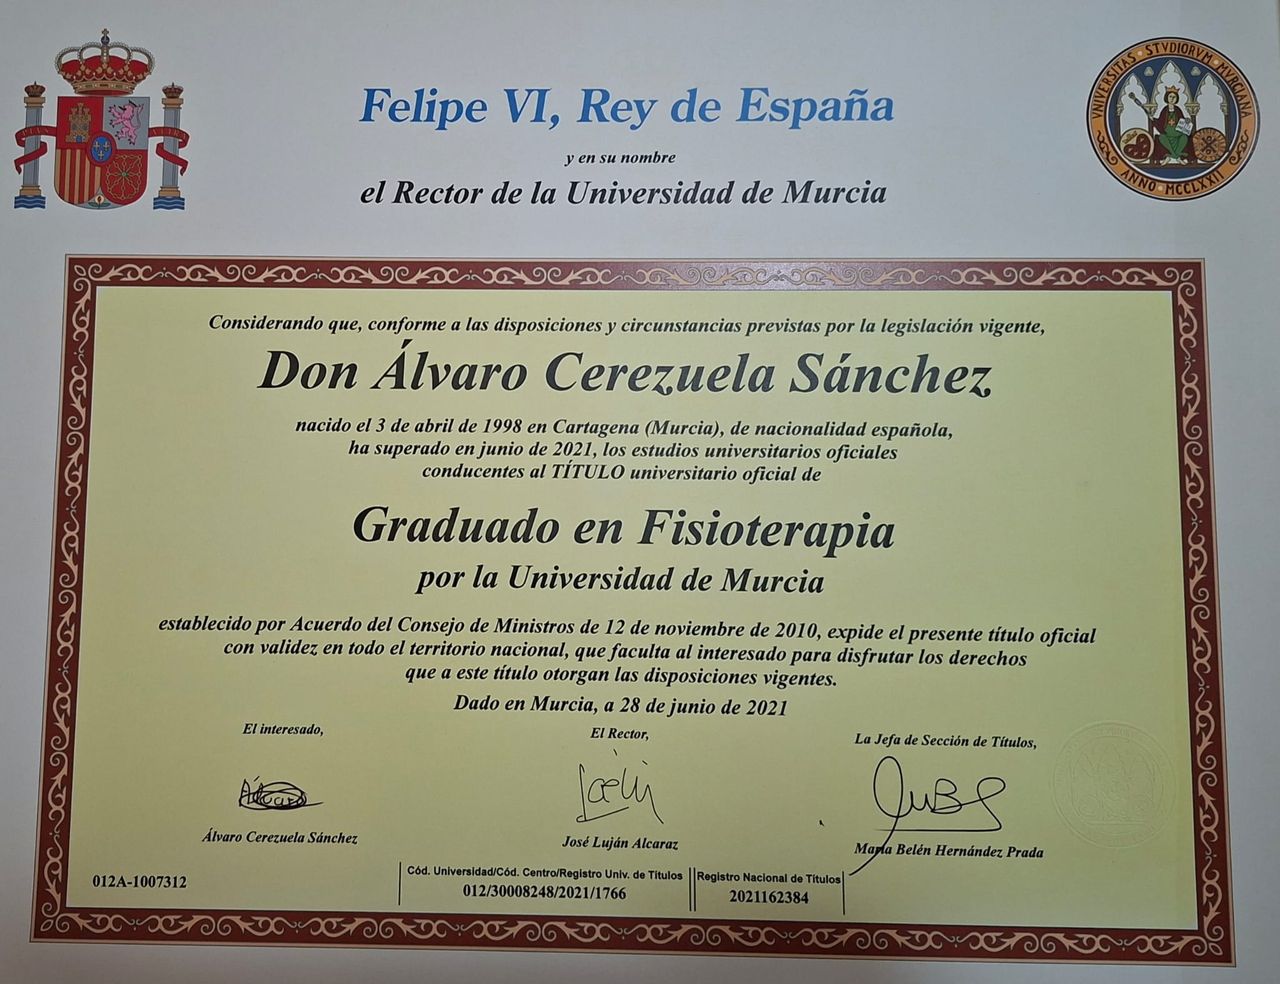 Felipe VI, Rey de España
y en su nombre
el Rector de la Universidad de Murcia
PLUS VLTRA
VNIVERSITAS STVDIORVM MVRCIANA
ANNO MCCLXXII
Considerando que, conforme a las disposiciones y circunstancias previstas por la legislación vigente,
Don Álvaro Cerezuela Sánchez
nacido el 3 de abril de 1998 en Cartagena (Murcia), de nacionalidad española,
ha superado en junio de 2021, los estudios universitarios oficiales
conducentes al TÍTULO universitario oficial de
Graduado en Fisioterapia
por la Universidad de Murcia
establecido por Acuerdo del Consejo de Ministros de 12 de noviembre de 2010, expide el presente título oficial
con validez en todo el territorio nacional, que faculta al interesado para disfrutar los derechos
que a este título otorgan las disposiciones vigentes.
Dado en Murcia, a 28 de junio de 2021
El interesado,
El Rector,
La Jefa de Sección de Títulos,
Álvaro
Álvaro Cerezuela Sánchez
José Luján Alcaraz
María Belén Hernández Prada
012A-1007312
Cód. Universidad/Cód. Centro/Registro Univ. de Títulos
012/30008248/2021/1766
Registro Nacional de Títulos
2021162384